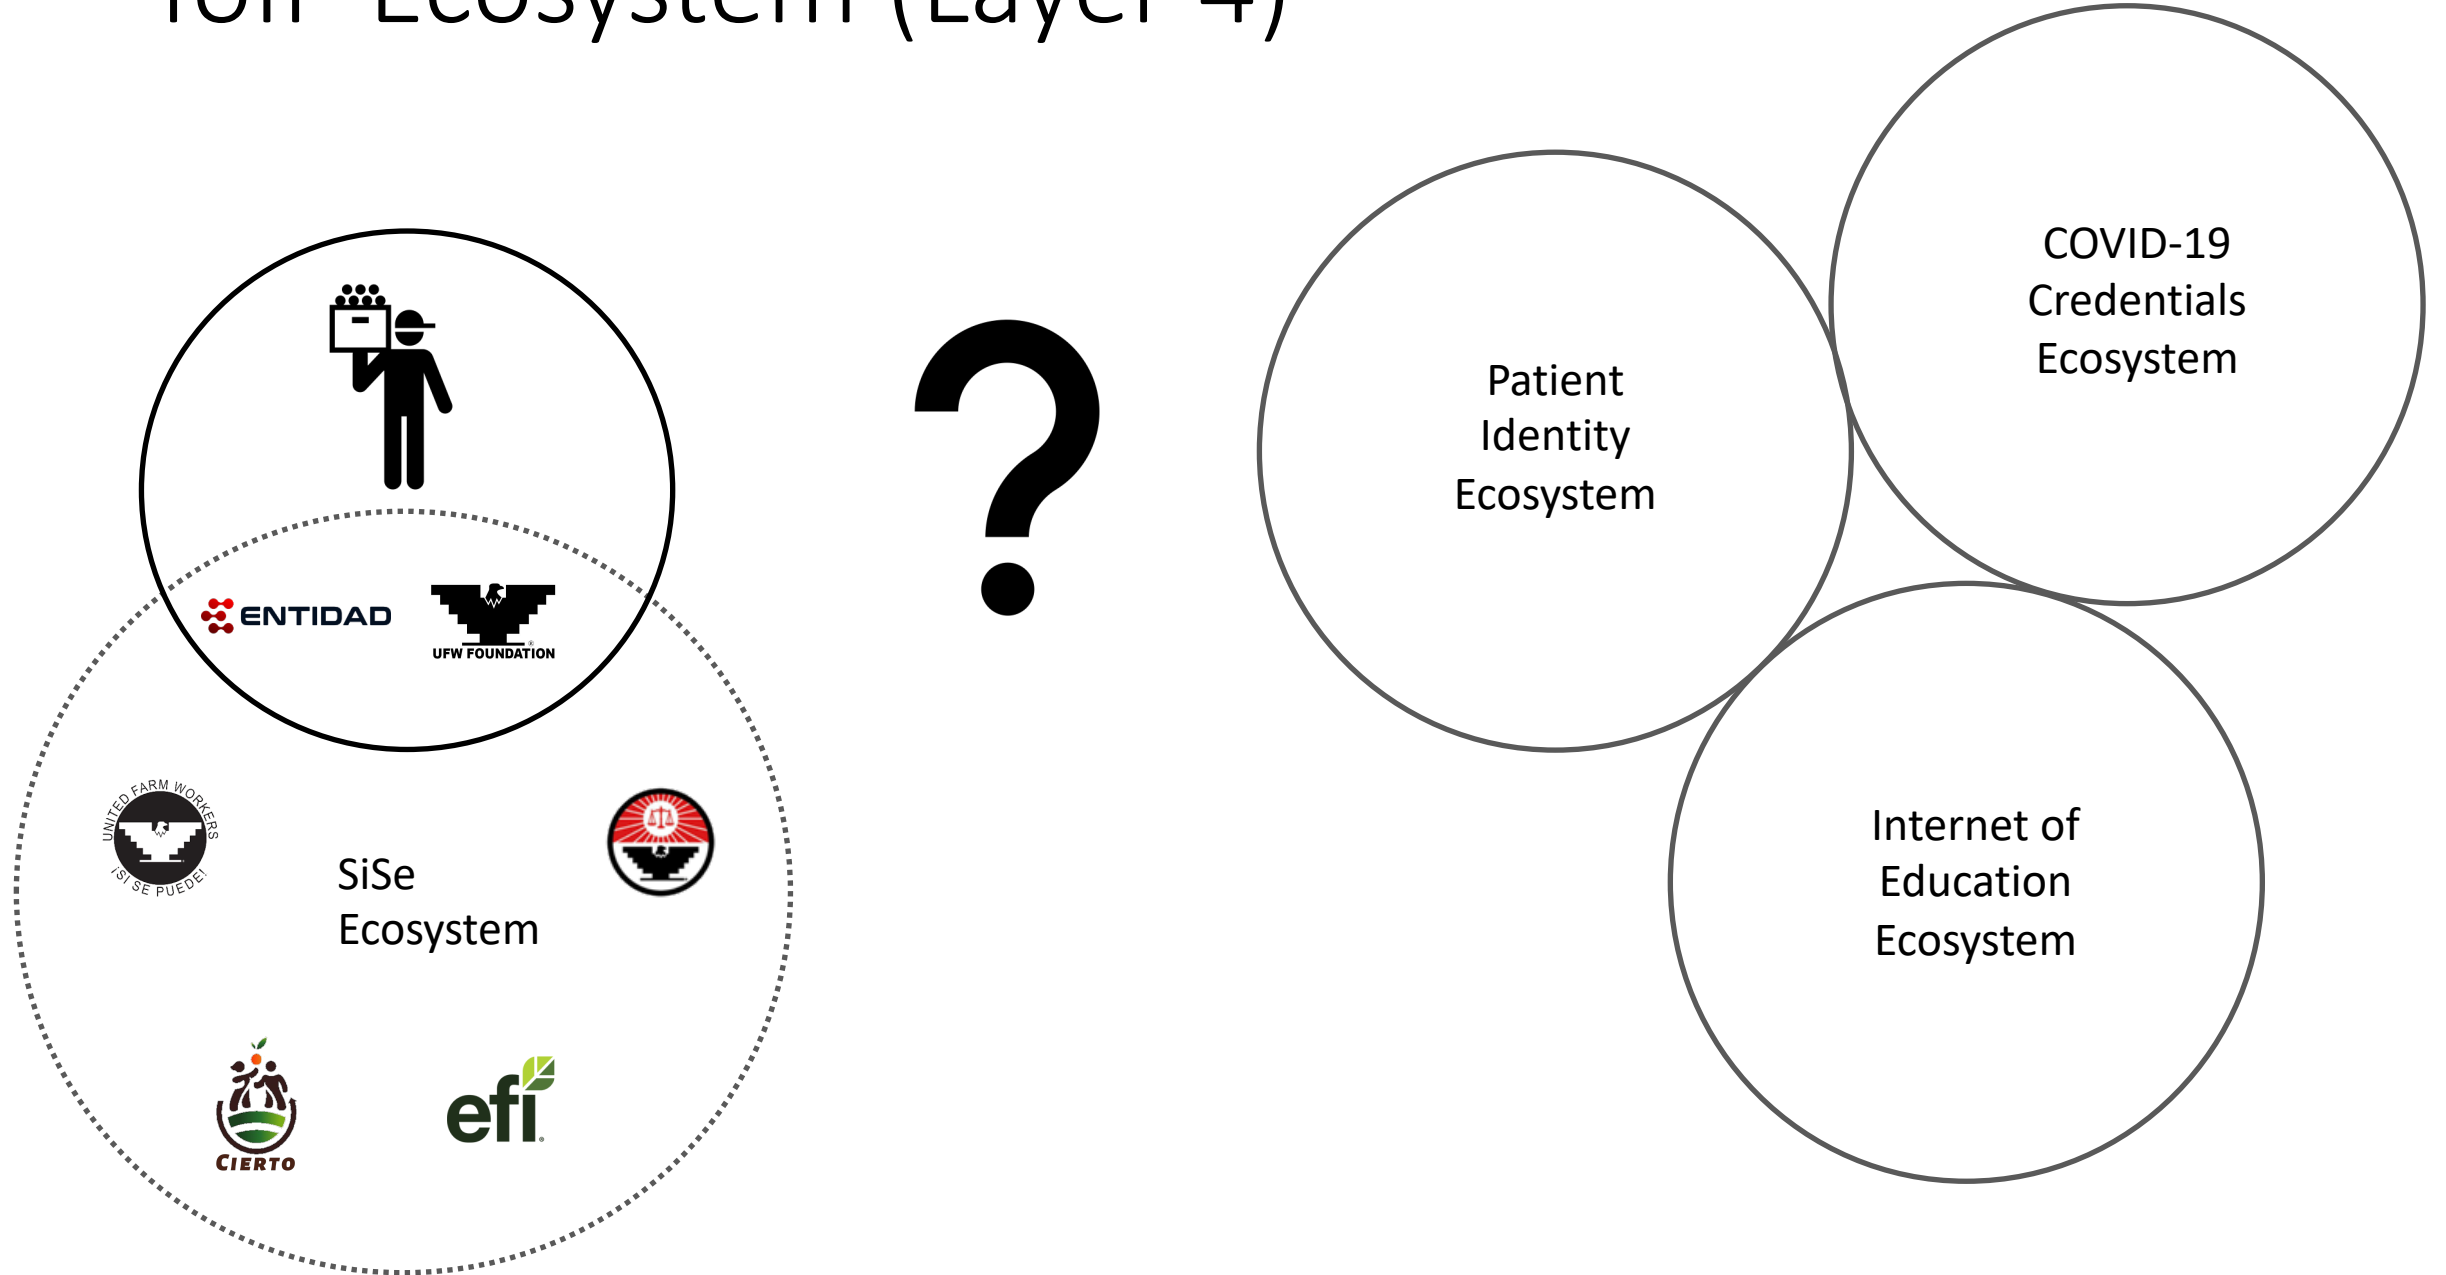 Ecosystem (Layer 4)
COVID-19
Credentials
Ecosystem
Patient
Identity
Ecosystem
ENTIDAD
UFW FOUNDATION
UNITED FARM WORKERS
¡SI SE PUEDE!
SiSe
Ecosystem
Internet of
Education
Ecosystem
CIERTO
efi